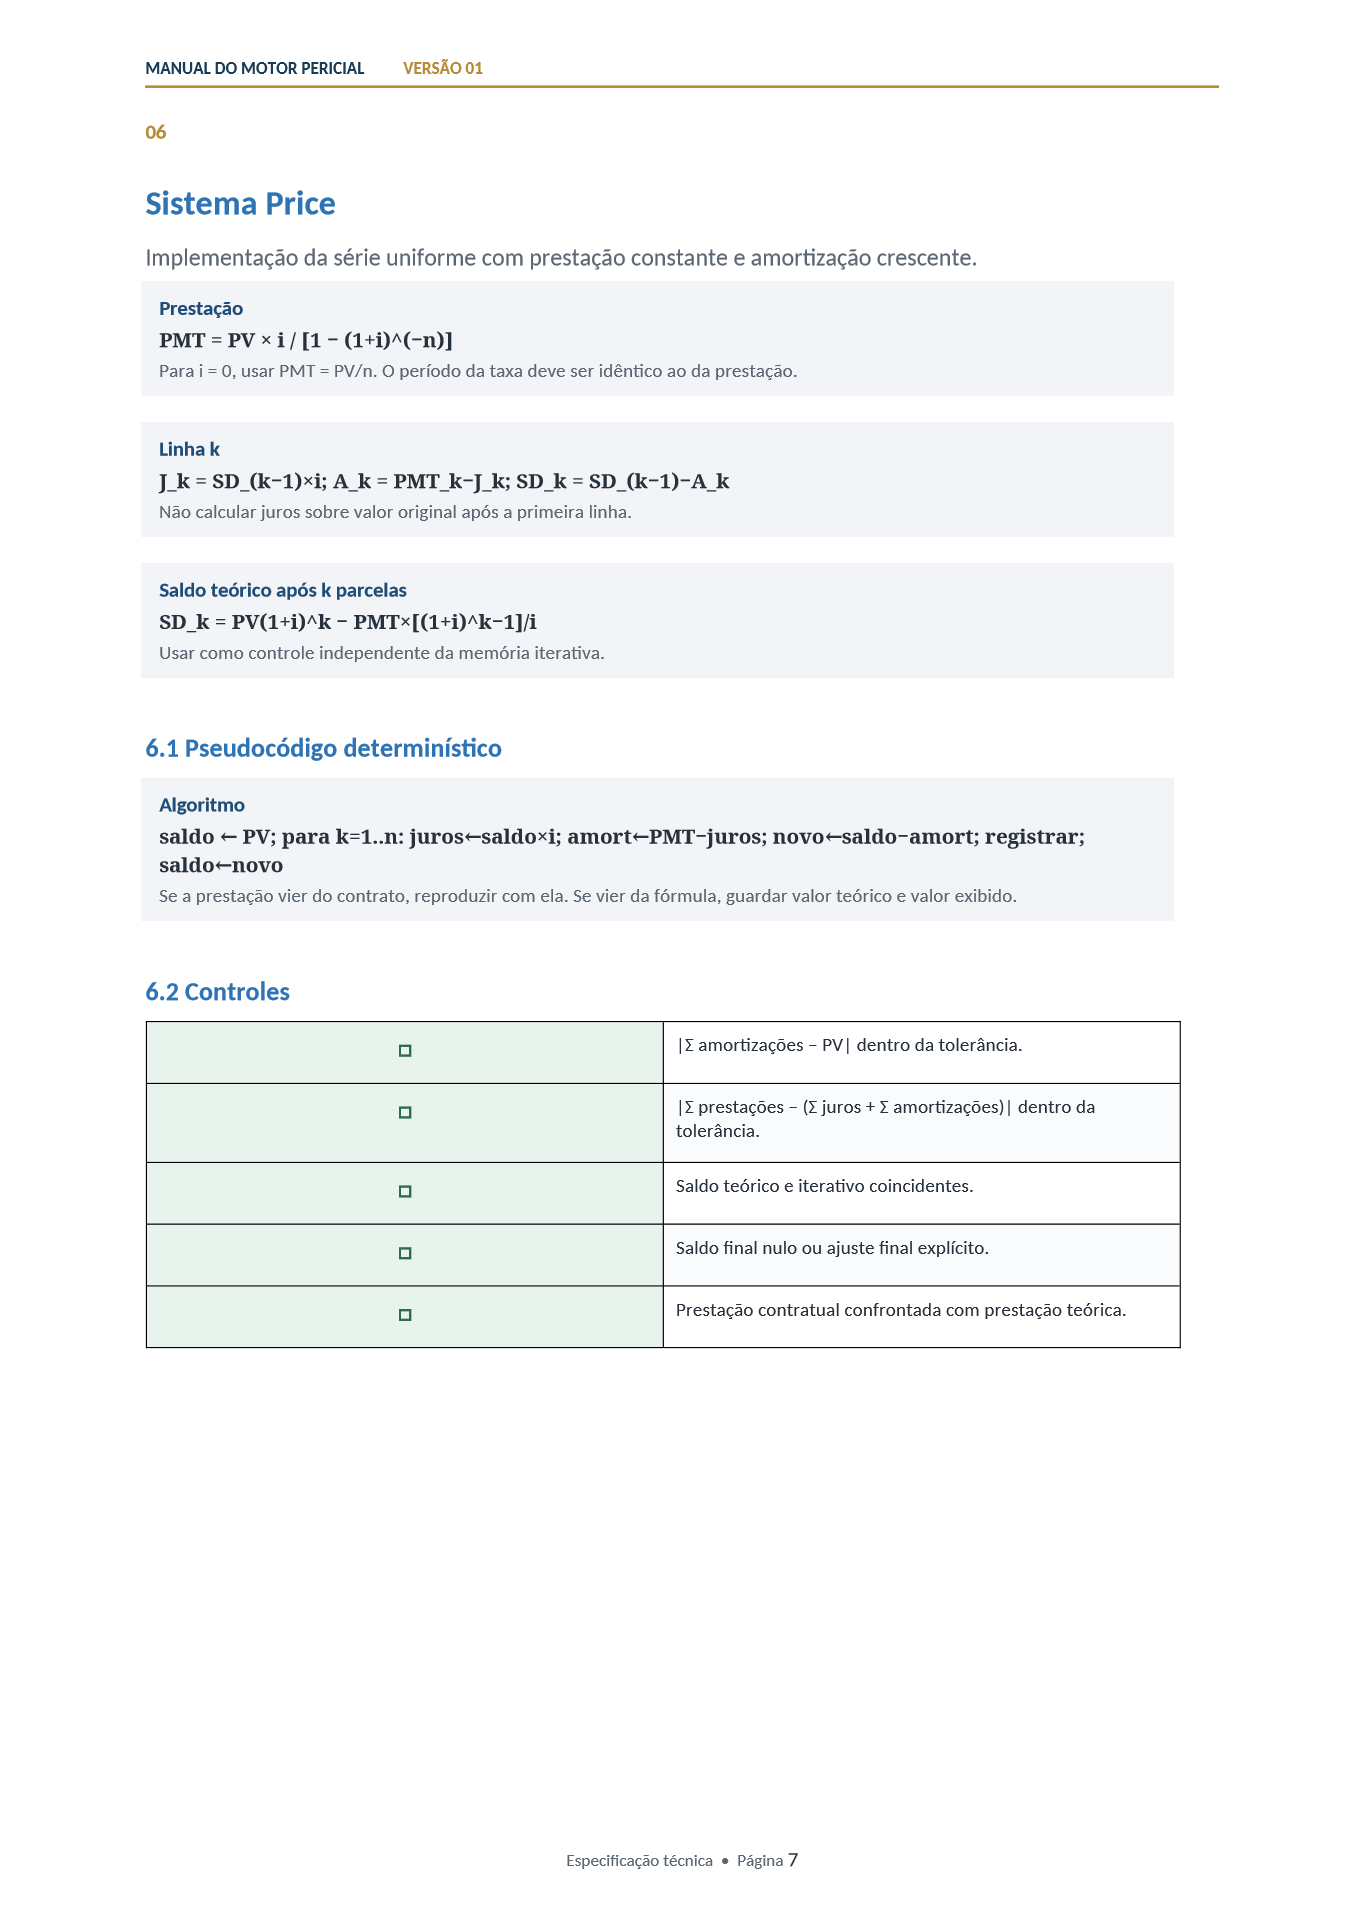 MANUAL DO MOTOR PERICIAL VERSÃO 01
06
Sistema Price
Implementação da série uniforme com prestação constante e amortização crescente.
Prestação
PMT = PV × i / [1 − (1+i)^(−n)]
Para i = 0, usar PMT = PV/n. O período da taxa deve ser idêntico ao da prestação.
Linha k
J_k = SD_(k−1)×i; A_k = PMT_k−J_k; SD_k = SD_(k−1)−A_k
Não calcular juros sobre valor original após a primeira linha.
Saldo teórico após k parcelas
SD_k = PV(1+i)^k − PMT×[(1+i)^k−1]/i
Usar como controle independente da memória iterativa.
6.1 Pseudocódigo determinístico
Algoritmo
saldo ← PV; para k=1..n: juros←saldo×i; amort←PMT−juros; novo←saldo−amort; registrar;
saldo←novo
Se a prestação vier do contrato, reproduzir com ela. Se vier da fórmula, guardar valor teórico e valor exibido.
6.2 Controles
□ |Σ amortizações – PV| dentro da tolerância.
□ |Σ prestações – (Σ juros + Σ amortizações)| dentro da
tolerância.
□ Saldo teórico e iterativo coincidentes.
□ Saldo final nulo ou ajuste final explícito.
□ Prestação contratual confrontada com prestação teórica.
Especificação técnica • Página 7